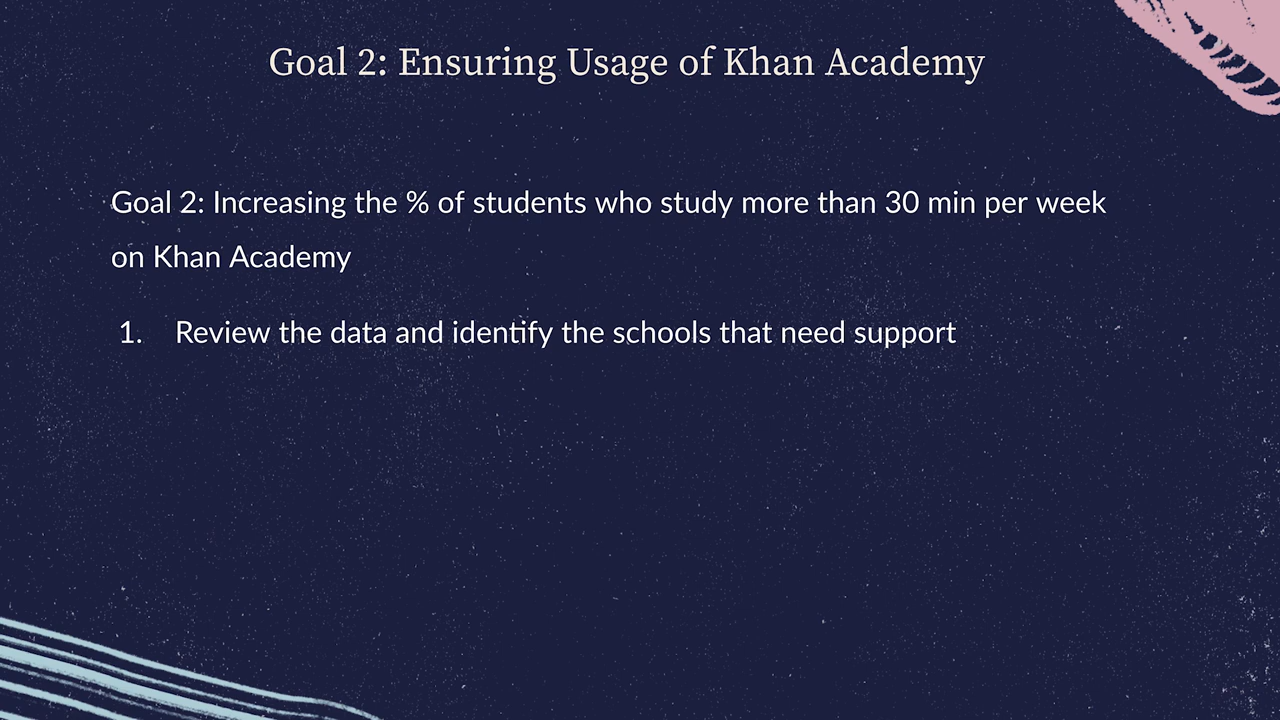 Goal 2: Ensuring Usage of Khan Academy
Goal 2: Increasing the % of students who study more than 30 min per week
on Khan Academy
1. Review the data and identify the schools that need support